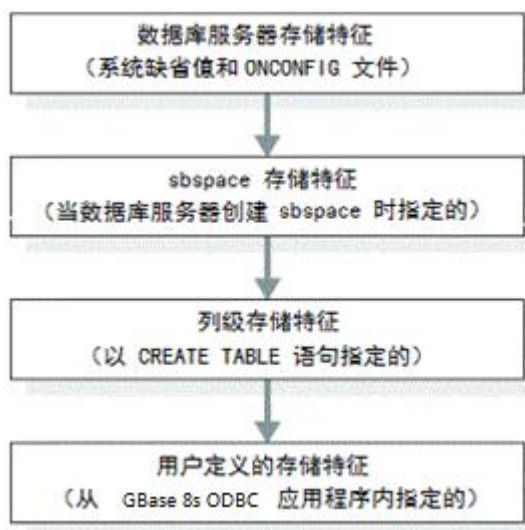 数据库服务器存储特征
（系统缺省值和 ONCONFIG 文件）
sbspace 存储特征
（当数据库服务器创建 sbspace 时指定的）
列级存储特征
（以 CREATE TABLE 语句指定的）
用户定义的存储特征
（从 GBase 8s ODBC 应用程序内指定的）